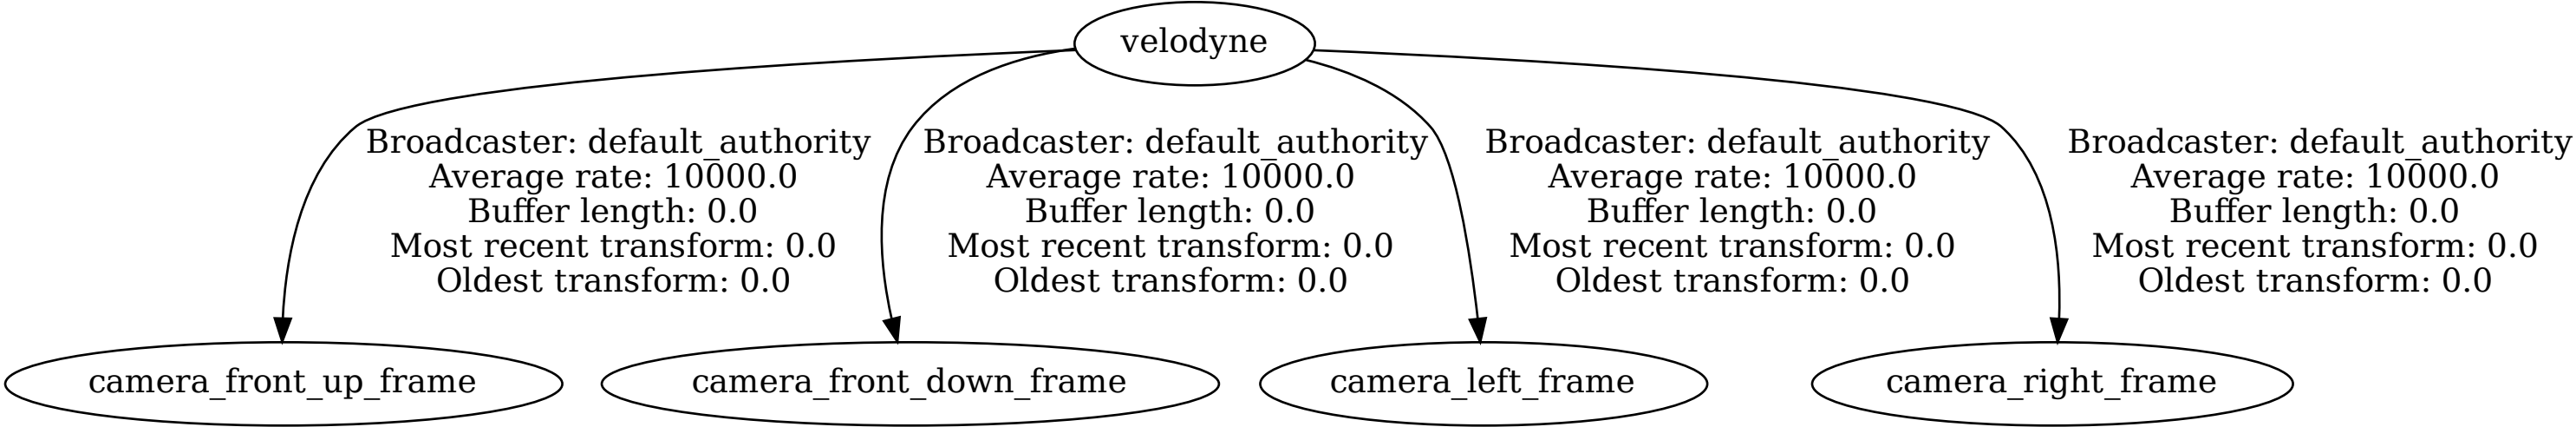 velodyne
Broadcaster: default_authority
Average rate: 10000.0
Buffer length: 0.0
Most recent transform: 0.0
Oldest transform: 0.0
Broadcaster: default_authority
Average rate: 10000.0
Buffer length: 0.0
Most recent transform: 0.0
Oldest transform: 0.0
Broadcaster: default_authority
Average rate: 10000.0
Buffer length: 0.0
Most recent transform: 0.0
Oldest transform: 0.0
Broadcaster: default_authority
Average rate: 10000.0
Buffer length: 0.0
Most recent transform: 0.0
Oldest transform: 0.0
camera_front_up_frame
camera_front_down_frame
camera_left_frame
camera_right_frame